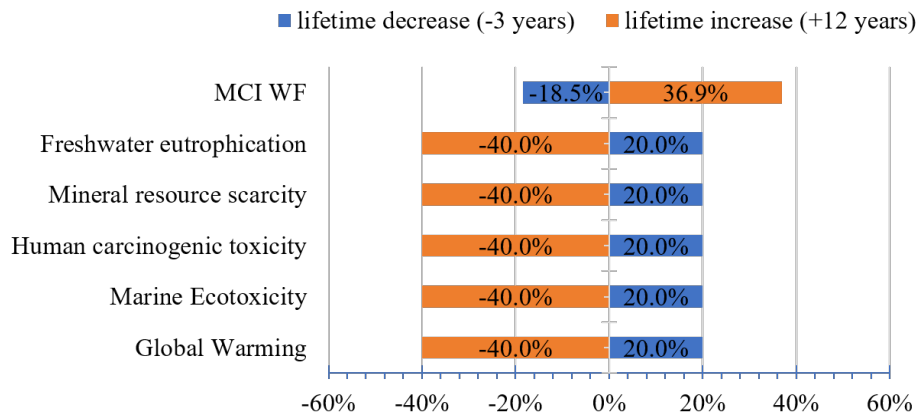 lifetime decrease (-3 years) lifetime increase (+12 years)
MCI WF -18.5% 36.9%
Freshwater eutrophication -40.0% 20.0%
Mineral resource scarcity -40.0% 20.0%
Human carcinogenic toxicity -40.0% 20.0%
Marine Ecotoxicity -40.0% 20.0%
Global Warming -40.0% 20.0%
-60% -40% -20% 0% 20% 40% 60%